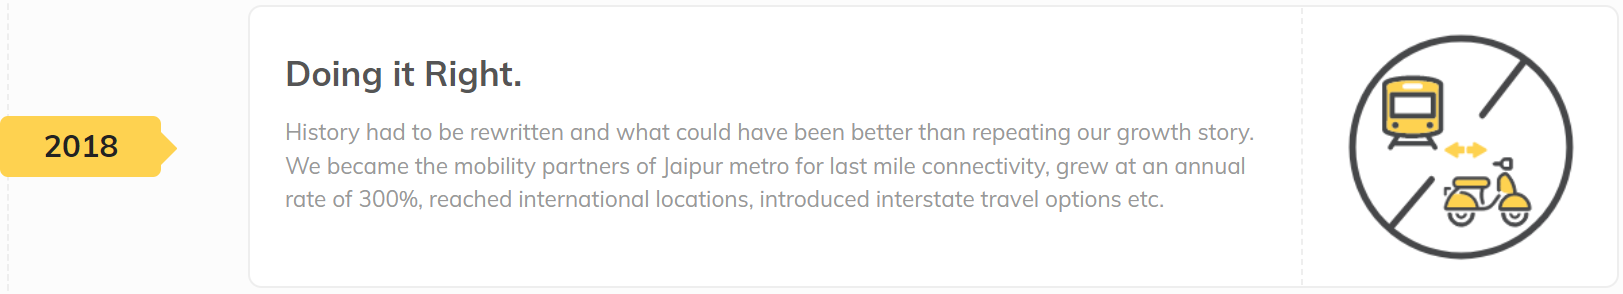 2018
Doing it Right.
History had to be rewritten and what could have been better than repeating our growth story.
We became the mobility partners of Jaipur metro for last mile connectivity, grew at an annual
rate of 300%, reached international locations, introduced interstate travel options etc.